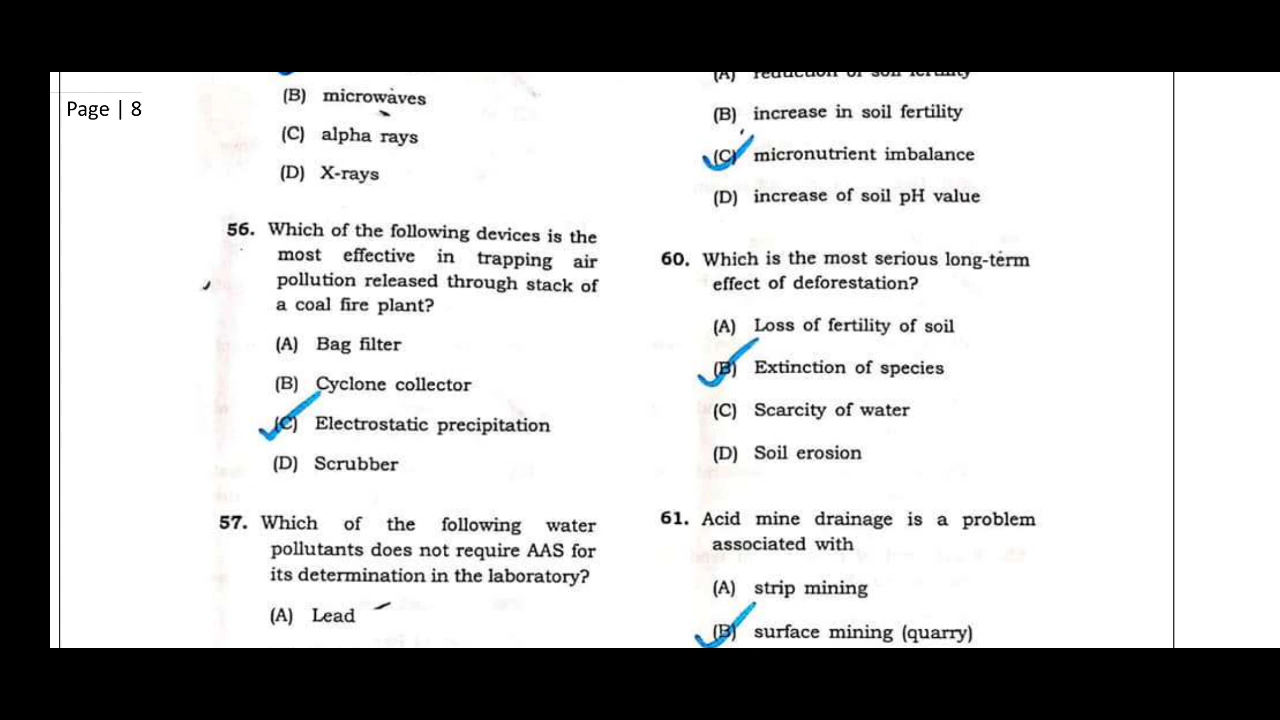 Page | 8
(B) microwaves
(C) alpha rays
(D) X-rays
56. Which of the following devices is the
most effective in trapping air
pollution released through stack of
a coal fire plant?
(A) Bag filter
(B) Cyclone collector
(C) Electrostatic precipitation
(D) Scrubber
57. Which of the following water
pollutants does not require AAS for
its determination in the laboratory?
(A) Lead
(A) reduction of soil fertility
(B) increase in soil fertility
(C) micronutrient imbalance
(D) increase of soil pH value
60. Which is the most serious long-term
effect of deforestation?
(A) Loss of fertility of soil
(B) Extinction of species
(C) Scarcity of water
(D) Soil erosion
61. Acid mine drainage is a problem
associated with
(A) strip mining
(B) surface mining (quarry)